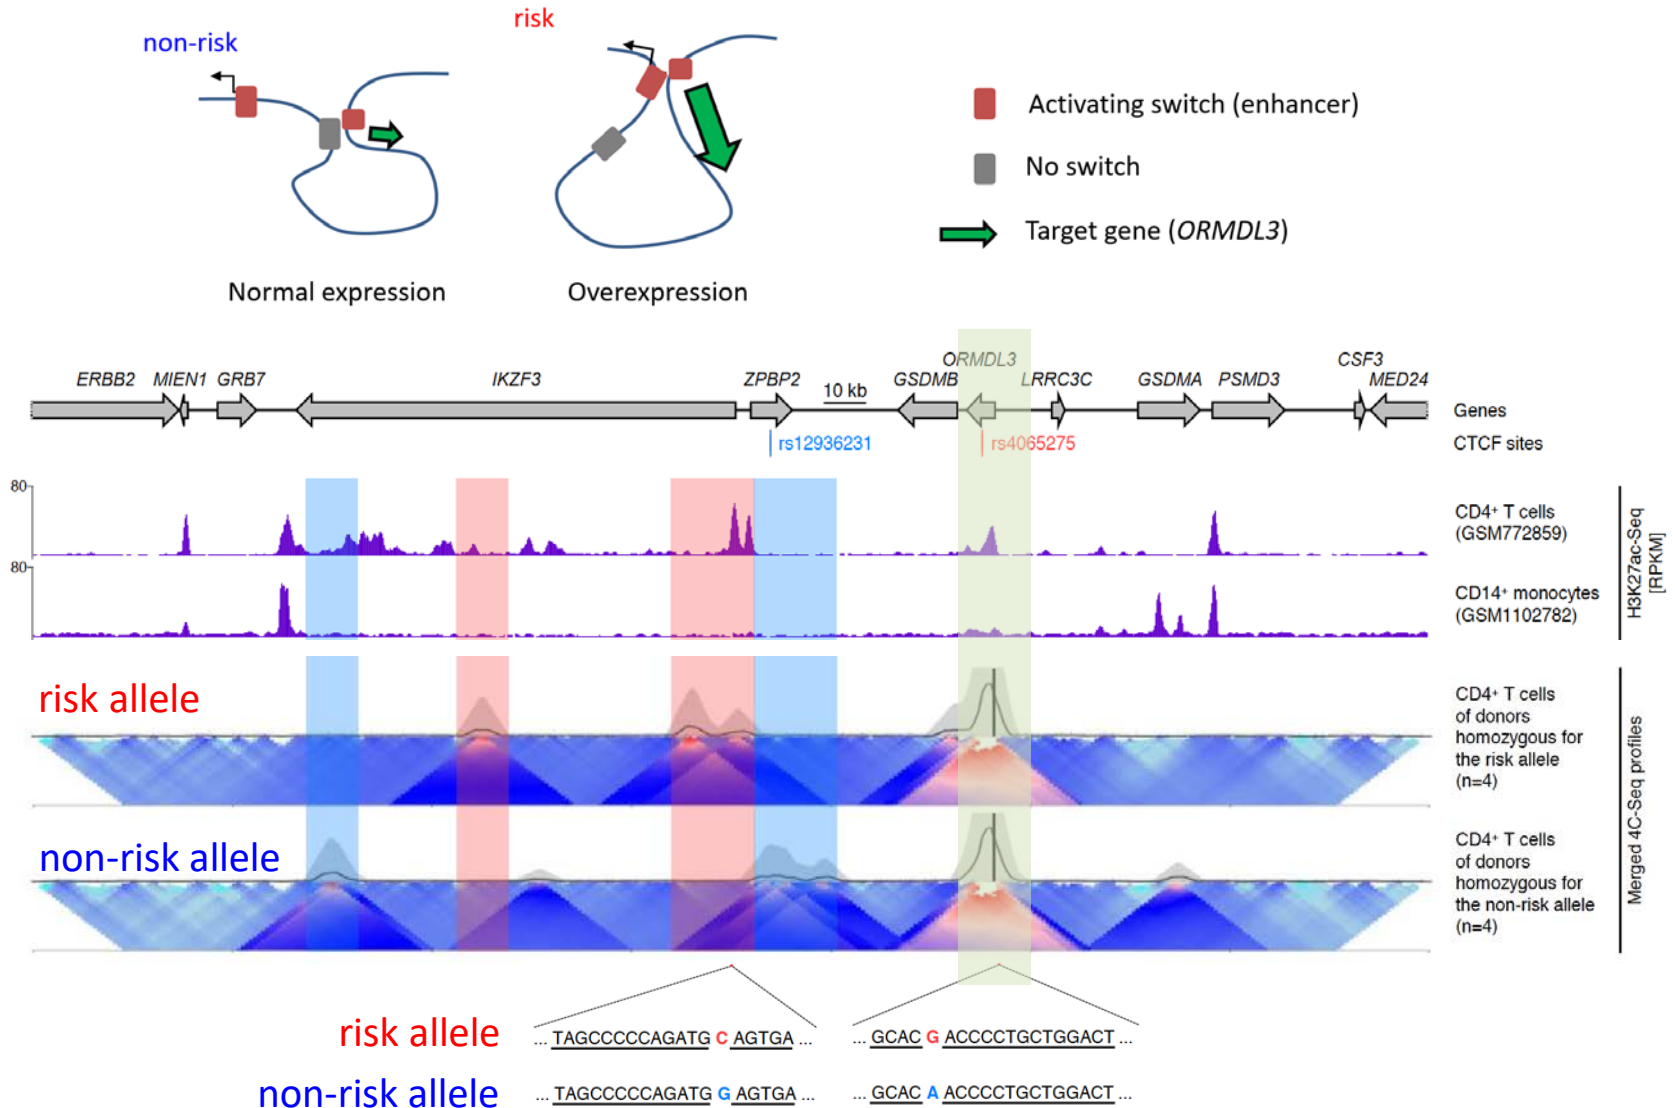 risk
non-risk
Activating switch (enhancer)
No switch
Target gene (ORMDL3)
Normal expression
Overexpression
ORMDL3
CSF3
ERBB2 MIEN1 GRB7 IKZF3 ZPBP2 10 kb GSDMB LRRC3C GSDMA PSMD3 MED24
Genes
rs12936231 rs4065275 CTCF sites
80
CD4+ T cells
(GSM772859)
80
CD14+ monocytes
(GSM1102782)
H3K27ac-Seq
[RPKM]
risk allele
CD4+ T cells
of donors
homozygous for
the risk allele
(n=4)
non-risk allele
CD4+ T cells
of donors
homozygous for
the non-risk allele
(n=4)
Merged 4C-Seq profiles
risk allele ... TAGCCCCCAGATG C AGTGA ... ... GCAC G ACCCCTGCTGGACT ...
non-risk allele ... TAGCCCCCAGATG G AGTGA ... ... GCAC A ACCCCTGCTGGACT ...